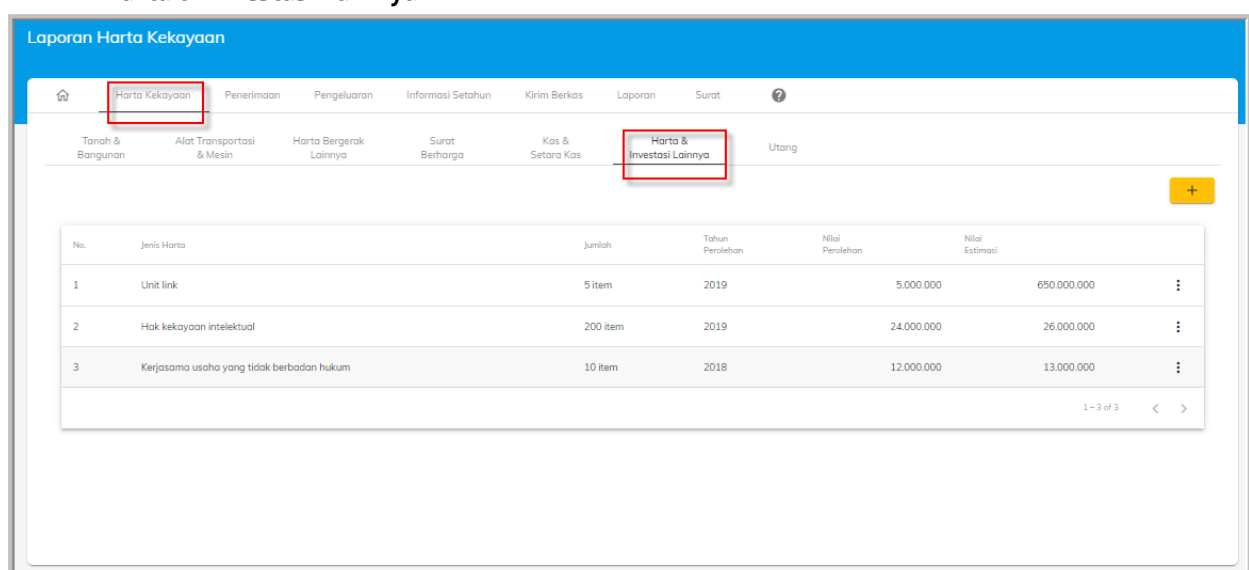 Laporan Harta Kekayaan
Harta Kekayaan Penerimaan Pengeluaran Informasi Setahun Kirim Berkas Laporan Surat
Tanah & Bangunan
Alat Transportasi & Mesin
Harta Bergerak Lainnya
Surat Berharga
Kas & Setara Kas
Harta & Investasi Lainnya
Utang
+
No. Jenis Harta Jumlah Tahun Perolehan Nilai Perolehan Nilai Estimasi
1 Unit link 5 item 2019 5.000.000 650.000.000
2 Hak kekayaan intelektual 200 item 2019 24.000.000 26.000.000
3 Kerjasama usaha yang tidak berbadan hukum 10 item 2018 12.000.000 13.000.000
1 – 3 of 3